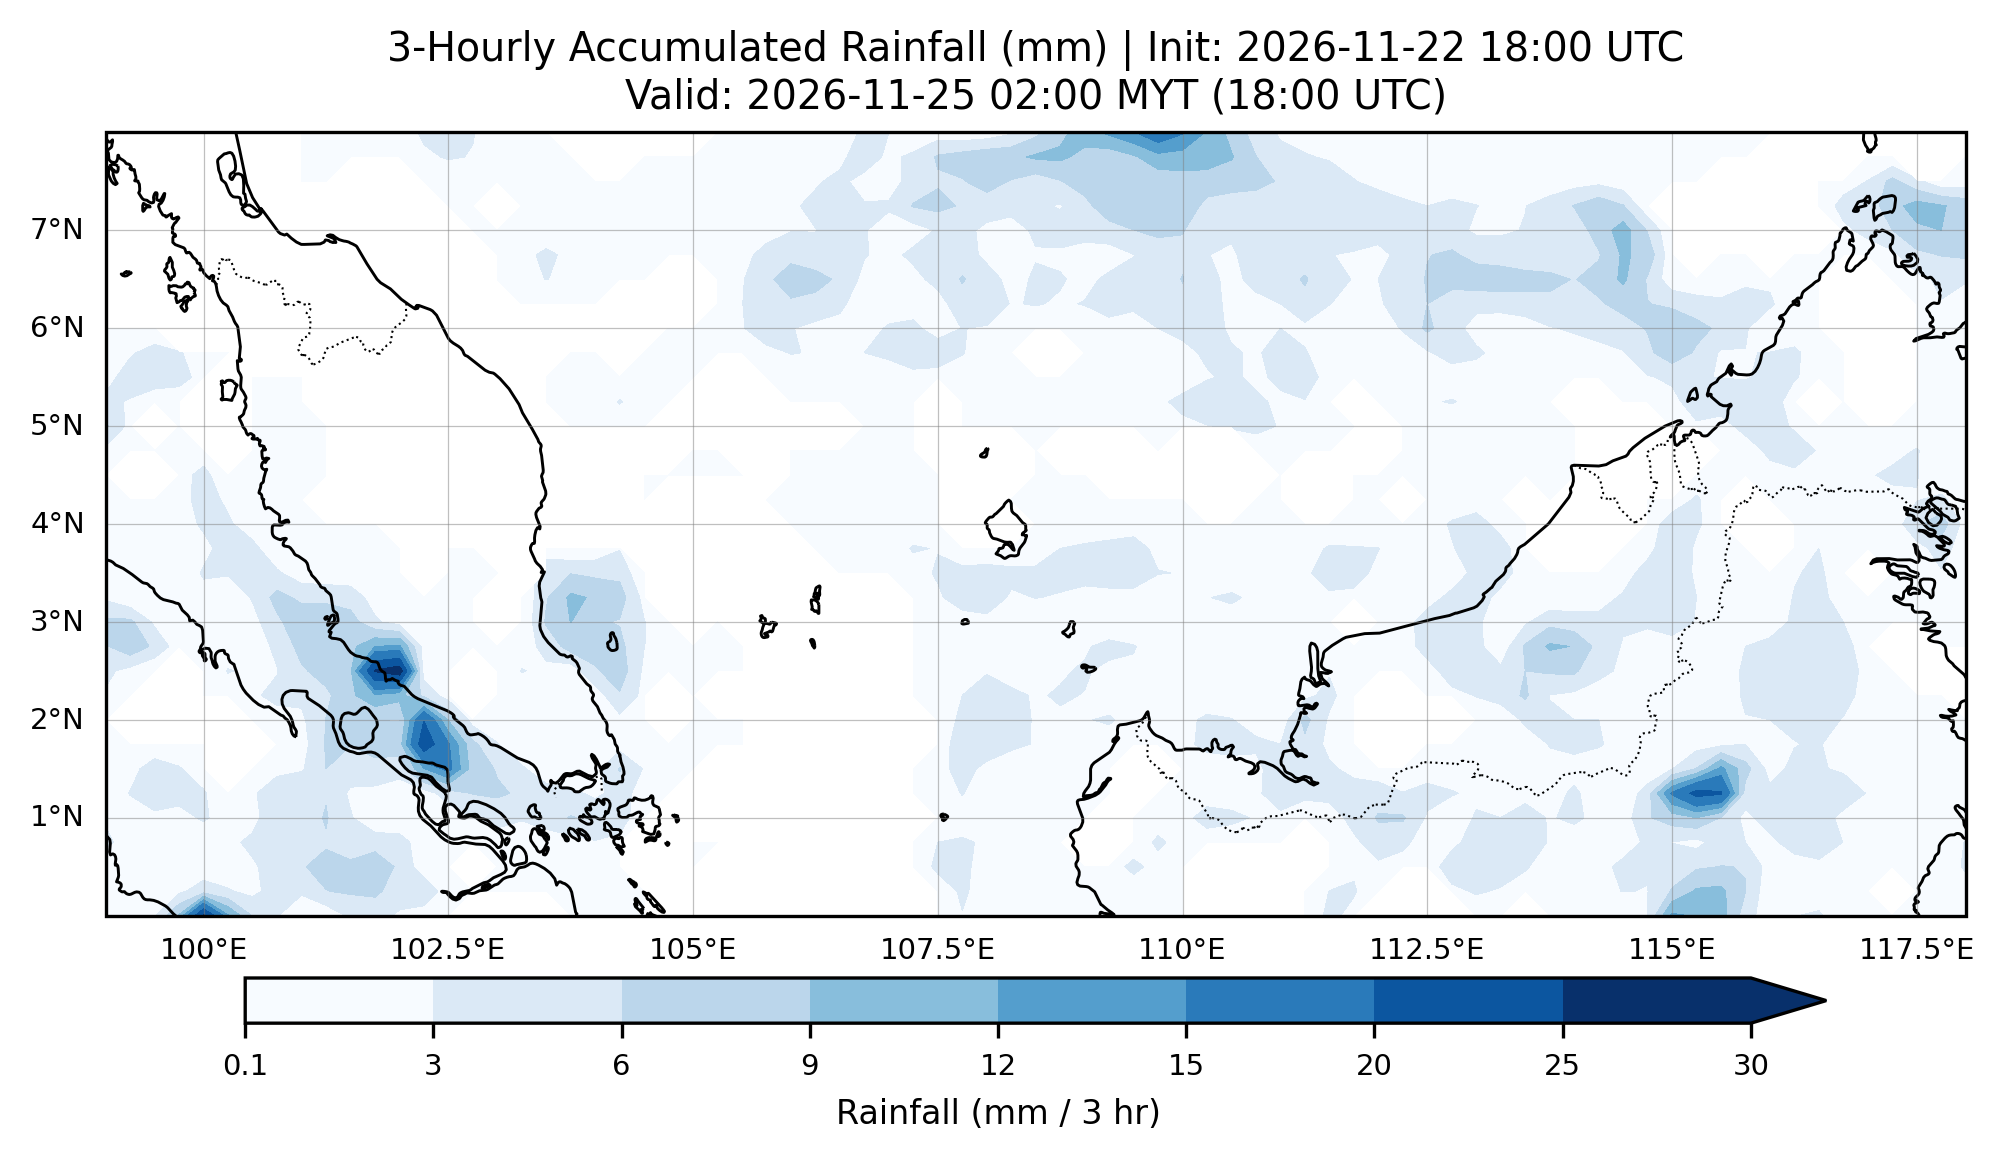 3-Hourly Accumulated Rainfall (mm) | Init: 2026-11-22 18:00 UTC
Valid: 2026-11-25 02:00 MYT (18:00 UTC)
7°N
6°N
5°N
4°N
3°N
2°N
1°N
100°E 102.5°E 105°E 107.5°E 110°E 112.5°E 115°E 117.5°E
0.1 3 6 9 12 15 20 25 30
Rainfall (mm / 3 hr)